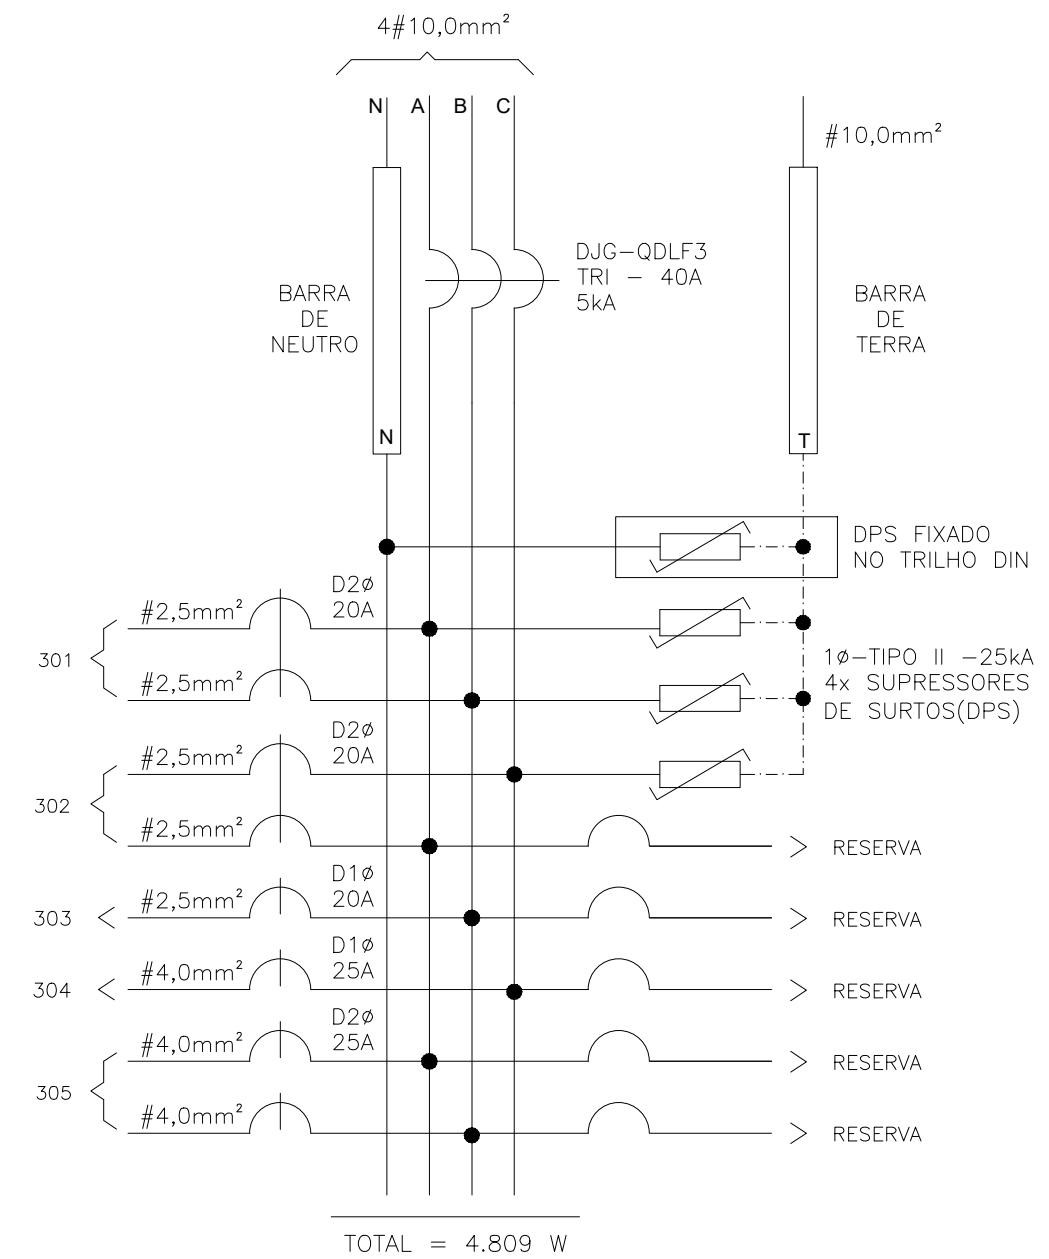 4#10,0mm²
N A B C
#10,0mm²
DJG-QDLF3
TRI - 40A
5kA
BARRA
DE
NEUTRO
BARRA
DE
TERRA
N
T
DPS FIXADO
NO TRILHO DIN
D2ø
20A
#2,5mm²
301
#2,5mm²
1ø-TIPO II -25kA
4x SUPRESSORES
DE SURTOS(DPS)
D2ø
20A
#2,5mm²
302
#2,5mm²
RESERVA
D1ø
20A
#2,5mm²
303
RESERVA
D1ø
25A
#4,0mm²
304
RESERVA
D2ø
25A
#4,0mm²
RESERVA
305
#4,0mm²
RESERVA
TOTAL = 4.809 W